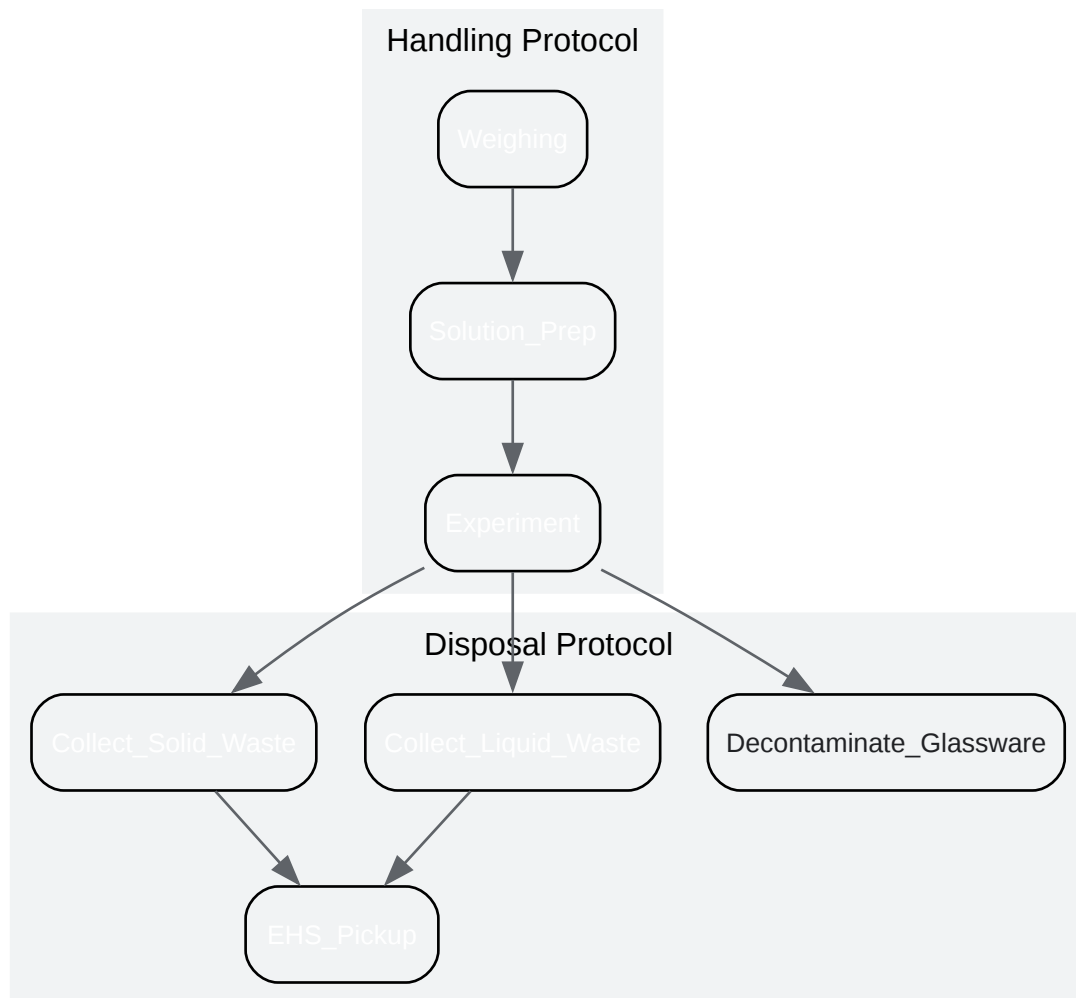 Handling Protocol
Weighing
Solution_Prep
Experiment
Disposal Protocol
Collect_Solid_Waste
Collect_Liquid_Waste
Decontaminate_Glassware
EHS_Pickup